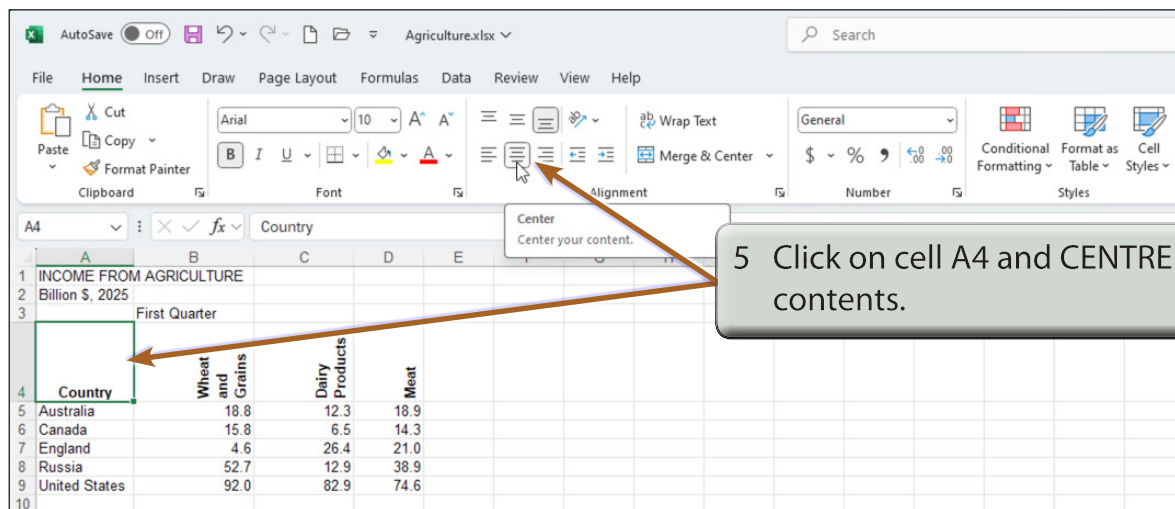 AutoSave Off Agriculture.xlsx Search
File Home Insert Draw Page Layout Formulas Data Review View Help
Cut
Copy
Format Painter
Paste
Clipboard
Arial 10 A A
B I U A
Font
ab Wrap Text
Merge & Center
Alignment
General
$ % 9 .00 .00
Number
Conditional Formatting
Format as Table
Cell Styles
Styles
A4 fx Country
Center
Center your content.
5 Click on cell A4 and CENTRE
contents.
A B C D E
1 INCOME FROM AGRICULTURE
2 Billion $, 2025
3 First Quarter
4 Country Wheat and Grains Dairy Products Meat
5 Australia 18.8 12.3 18.9
6 Canada 15.8 6.5 14.3
7 England 4.6 26.4 21.0
8 Russia 52.7 12.9 38.9
9 United States 92.0 82.9 74.6
10